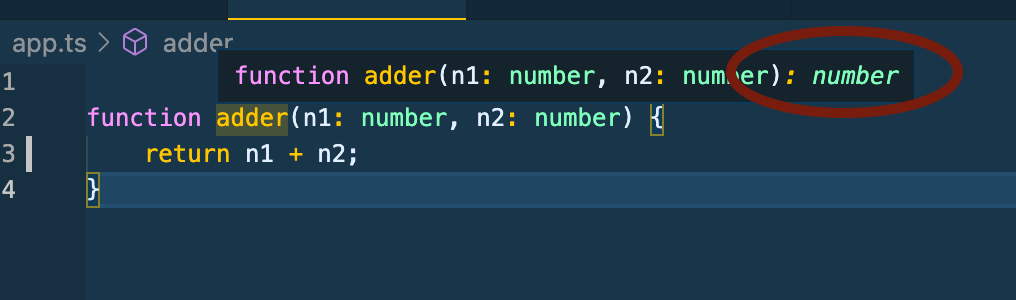 app.ts > adder
function adder(n1: number, n2: number): number
1
2 function adder(n1: number, n2: number) {
3     return n1 + n2;
4 }